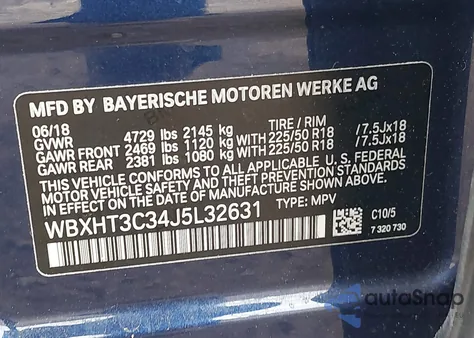 MFD BY BAYERISCHE MOTOREN WERKE AG
06/18 TIRE / RIM
GVWR 4729 lbs 2145 kg
GAWR FRONT 2469 lbs 1120 kg WITH 225/50 R18 /7.5Jx18
GAWR REAR 2381 lbs 1080 kg WITH 225/50 R18 /7.5Jx18
THIS VEHICLE CONFORMS TO ALL APPLICABLE U. S. FEDERAL
MOTOR VEHICLE SAFETY AND THEFT PREVENTION STANDARDS
IN EFFECT ON THE DATE OF MANUFACTURE SHOWN ABOVE.
WBXHT3C34J5L32631 TYPE: MPV
C10/5
7 320 730
autoSnap